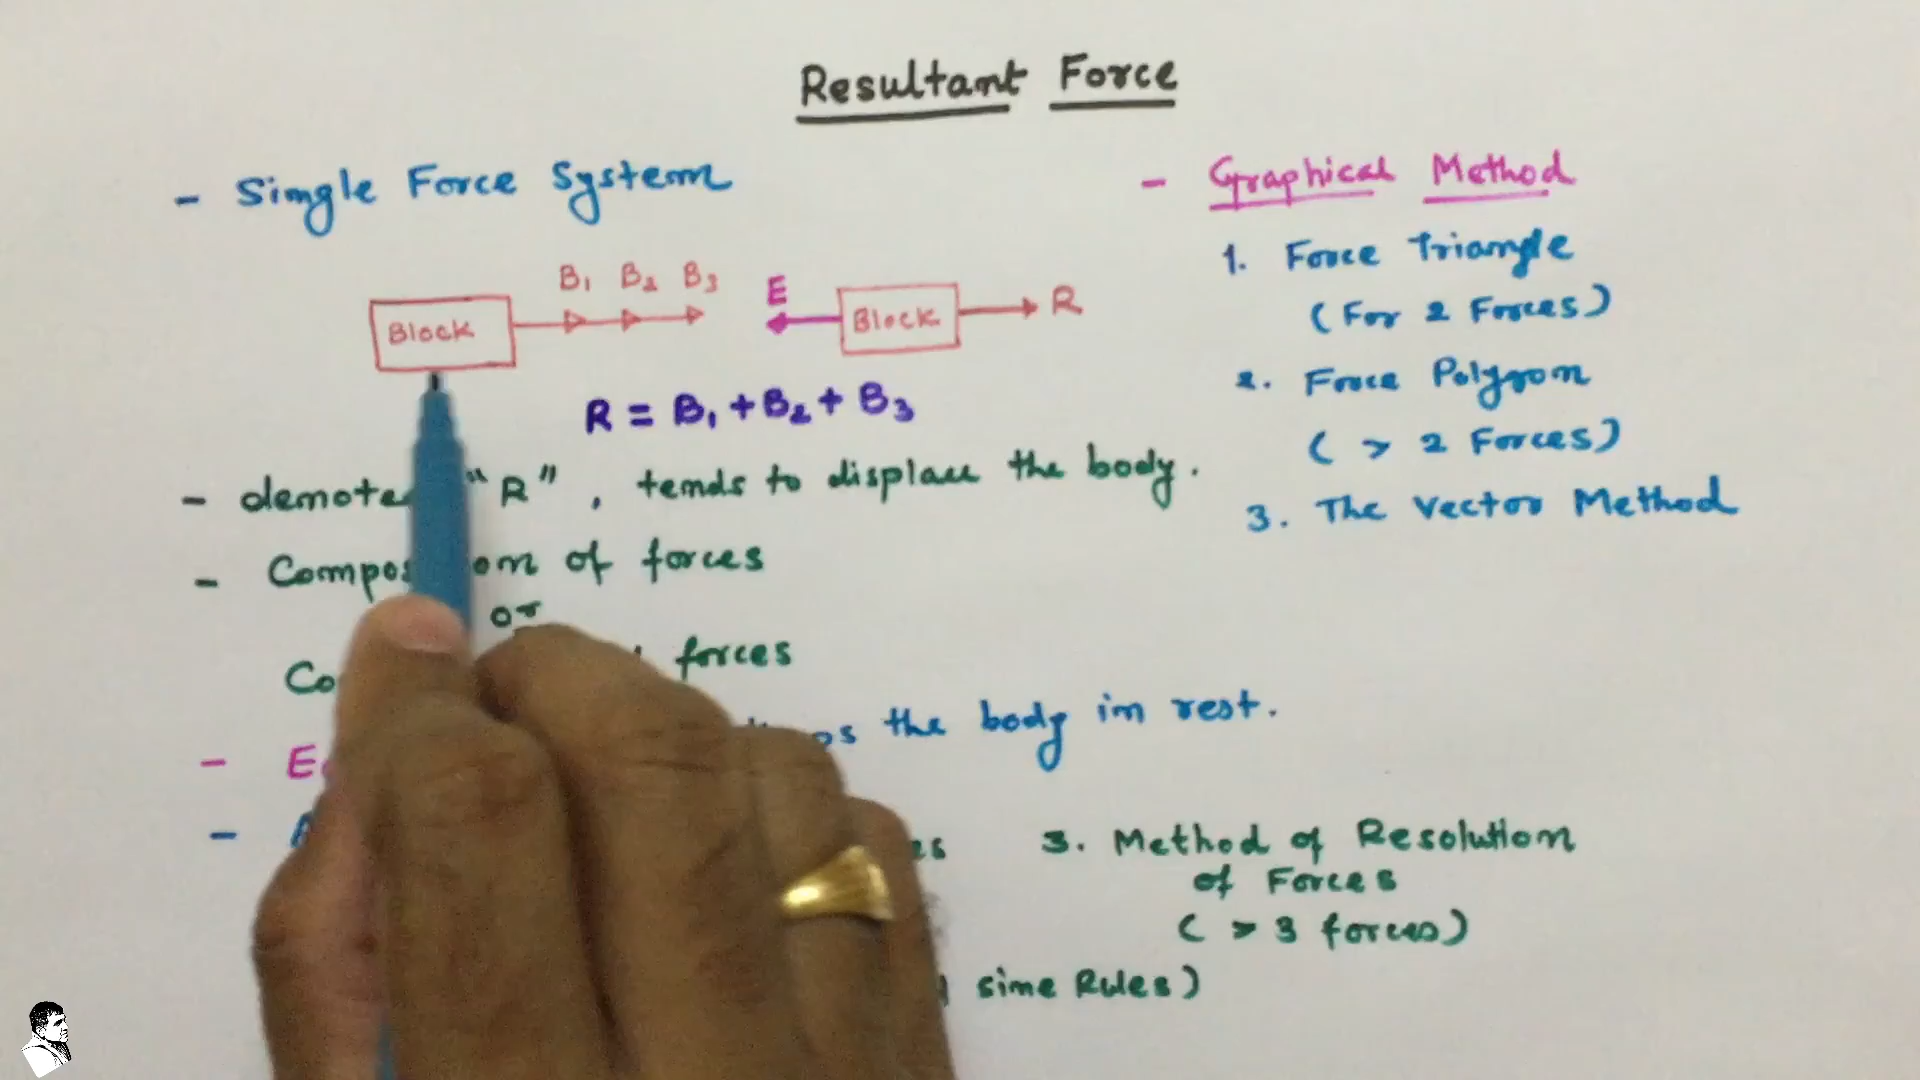 Resultant Force
- Single Force System
Block B₁ B₂ B₃
E Block R
R = B₁ + B₂ + B₃
- "R", tends to displace the body.
- of forces
or
forces
the body in rest.
-
sine Rules)
- Graphical Method
1. Force Triangle
(For 2 Forces)
2. Force Polygon
( > 2 Forces)
3. The Vector Method
3. Method of Resolution
of Forces
( > 3 forces)